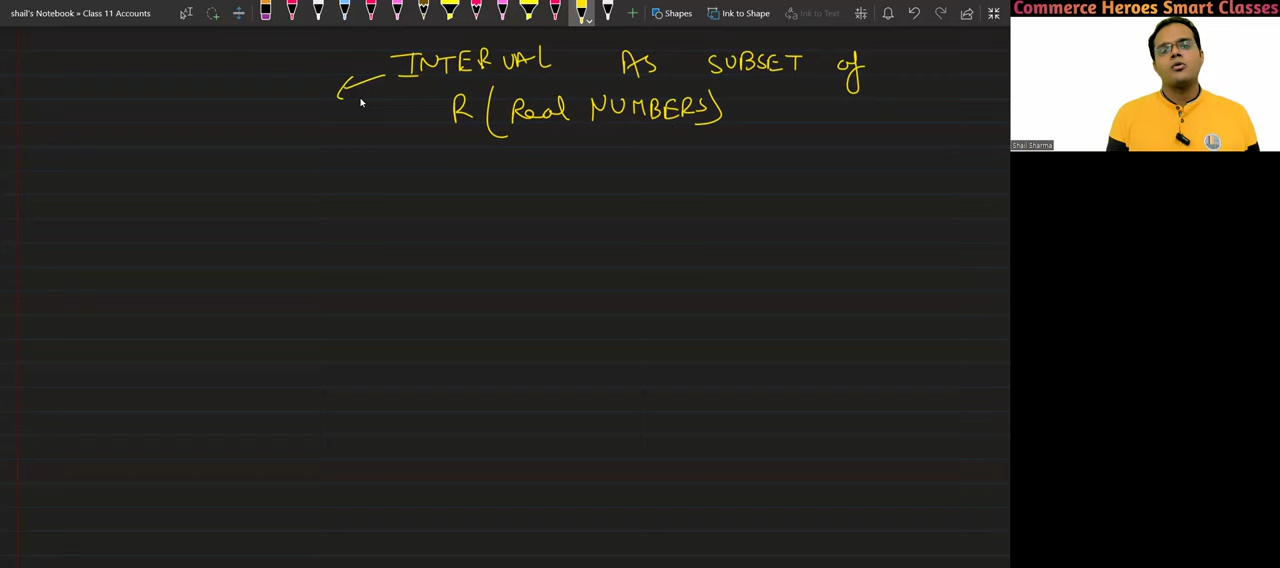 shail's Notebook » Class 11 Accounts
Shapes
Ink to Shape
Ink to Text
Commerce Heroes Smart Classes
INTERVAL AS SUBSET of
R (Real NUMBERS)
Shail Sharma